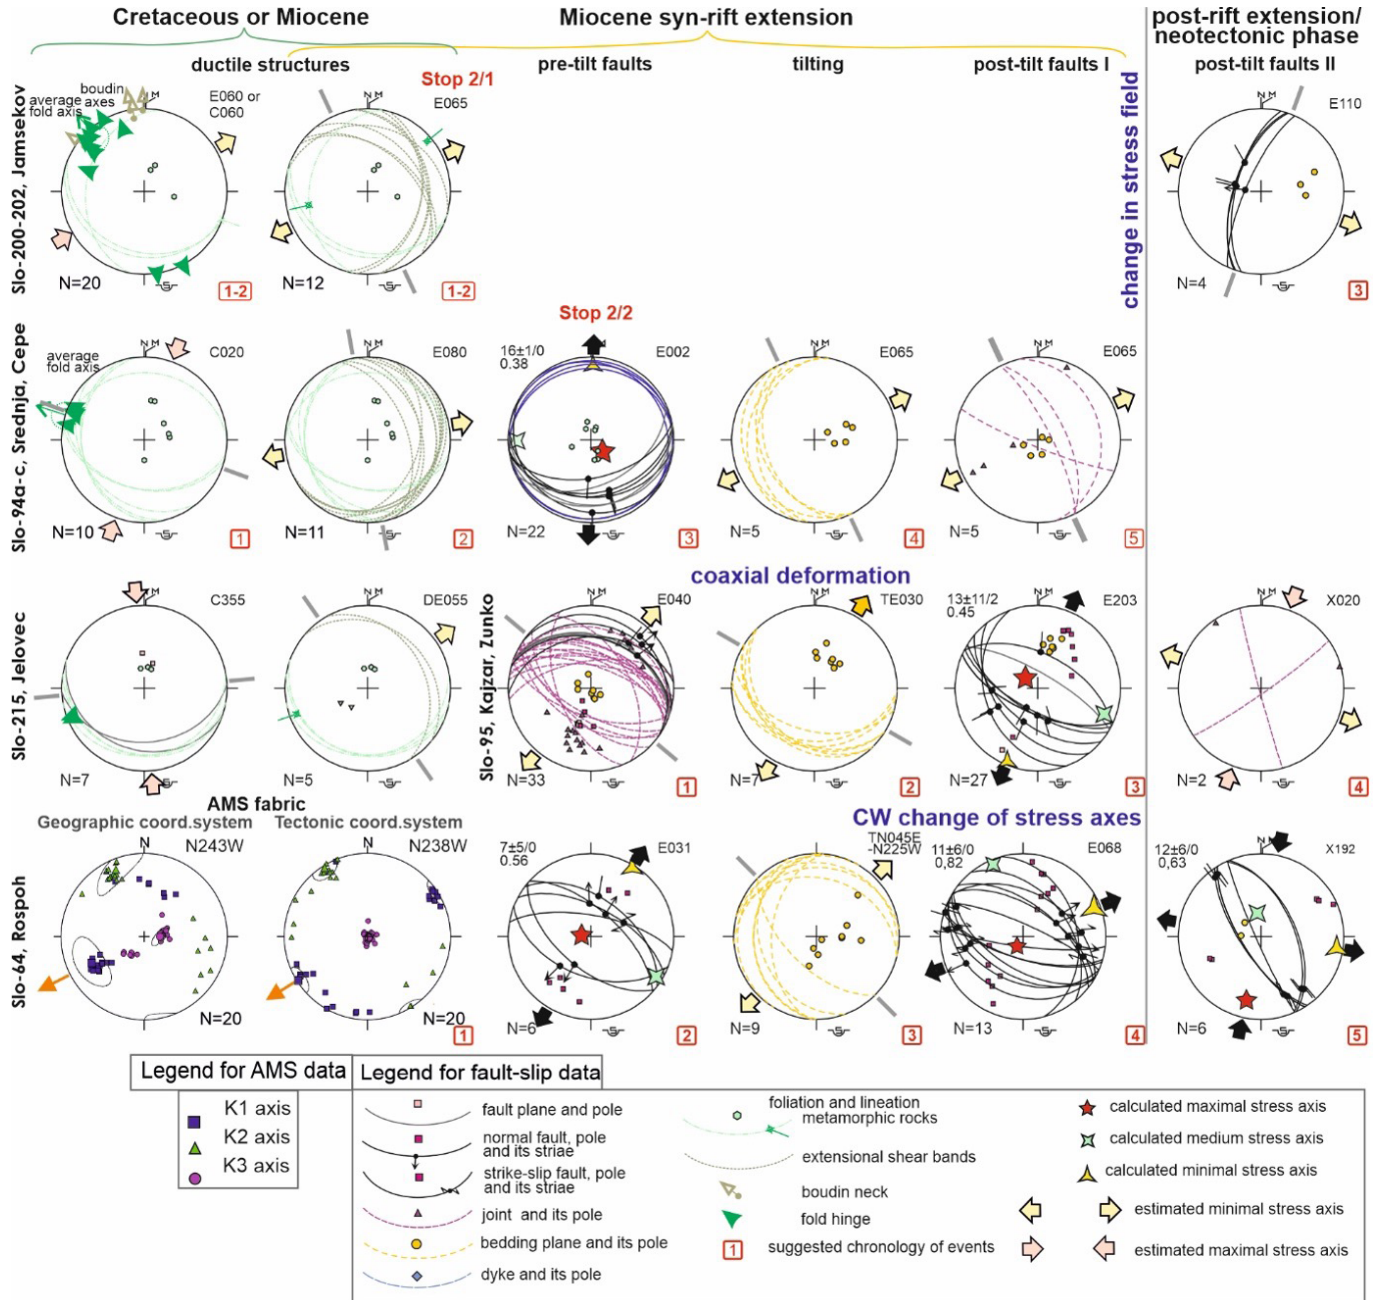 Cretaceous or Miocene
Miocene syn-rift extension
post-rift extension/
neotectonic phase
ductile structures
pre-tilt faults
tilting
post-tilt faults I
post-tilt faults II
Stop 2/1
Slo-200-202, Jamsekov
boudin
axes
average
fold axis
N M
E060 or
C060
N=20
S
1-2
N M
E065
N=12
S
1-2
change in stress field
N M
E110
N=4
S
3
Slo-94a-c, Srednja, Cepe
average
fold axis
N M
C020
N=10
S
1
N M
E080
N=11
S
2
Stop 2/2
16±1/0
0.38
N
E002
N=22
S
3
N M
E065
N=5
S
4
N M
E065
N=5
S
5
coaxial deformation
Slo-215, Jelovec
N M
C355
N=7
S
N M
DE055
N=5
S
Slo-95, Kajzar, Zunko
N M
E040
N=33
S
1
N M
TE030
N=7
S
2
13±11/2
0.45
N M
E203
N=27
S
3
N M
X020
N=2
S
4
AMS fabric
Geographic coord.system
Tectonic coord.system
CW change of stress axes
Slo-64, Rospoh
N
N243W
N=20
N
N238W
N=20
1
7±5/0
0.56
N M
E031
N=6
S
2
N M
TN045E
-N225W
N=9
S
3
11±6/0
0,82
N M
E068
N=13
S
4
12±6/0
0,63
N M
X192
N=6
S
5
Legend for AMS data
K1 axis
K2 axis
K3 axis
Legend for fault-slip data
fault plane and pole
normal fault, pole
and its striae
strike-slip fault, pole
and its striae
joint and its pole
bedding plane and its pole
dyke and its pole
foliation and lineation
metamorphic rocks
extensional shear bands
boudin neck
fold hinge
1 suggested chronology of events
calculated maximal stress axis
calculated medium stress axis
calculated minimal stress axis
estimated minimal stress axis
estimated maximal stress axis